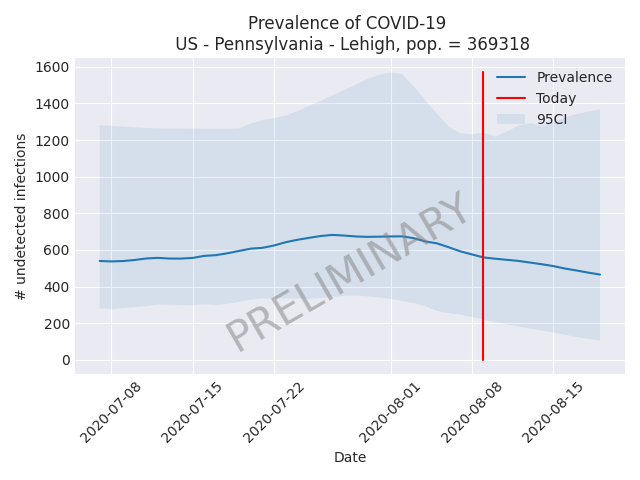 Prevalence of COVID-19
US - Pennsylvania - Lehigh, pop. = 369318
Prevalence
Today
95CI
# undetected infections
1600
1400
1200
1000
800
600
400
200
0
PRELIMINARY
2020-07-08
2020-07-15
2020-07-22
2020-08-01
2020-08-08
2020-08-15
Date